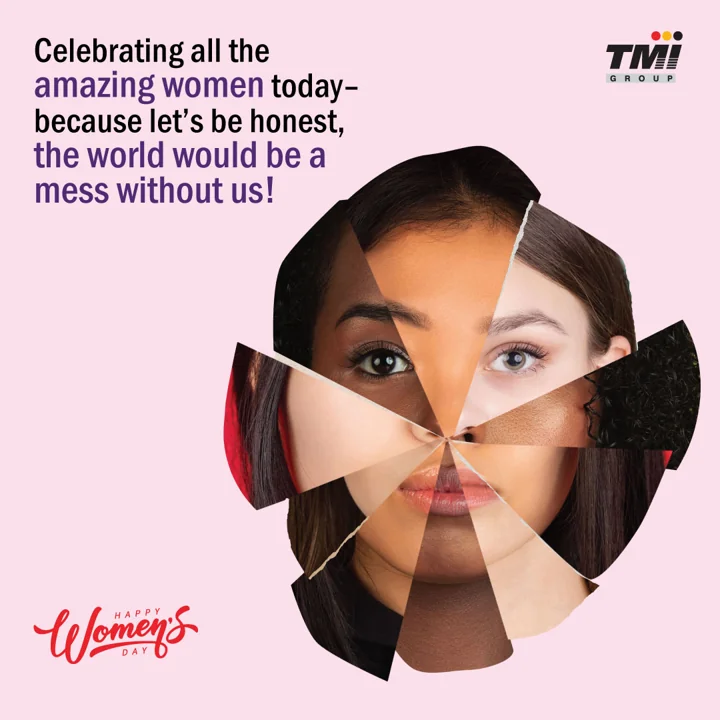 Celebrating all the
amazing women today–
because let's be honest,
the world would be a
mess without us!
TMI
GROUP
HAPPY
Women's
DAY